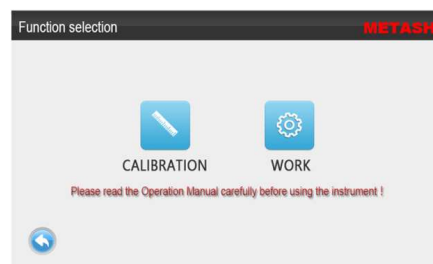 Function selection METASH
CALIBRATION WORK
Please read the Operation Manual carefully before using the instrument !